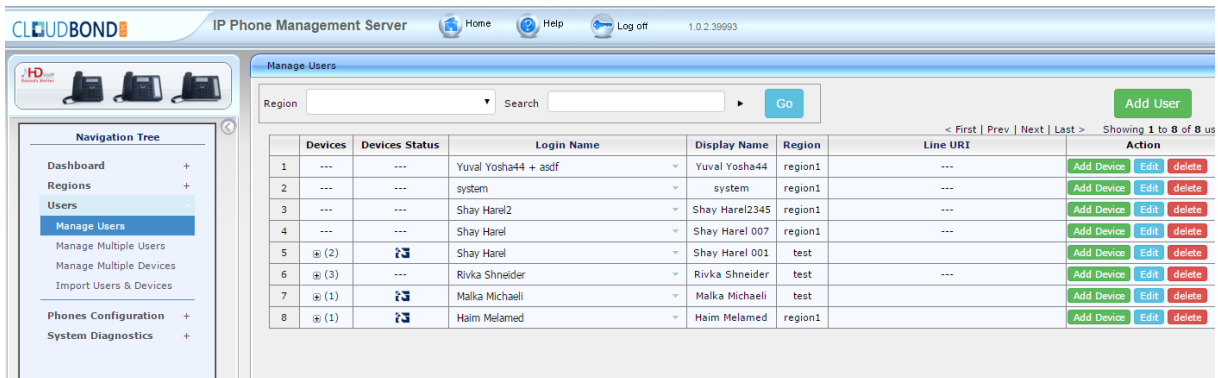 CLOUDBOND 365 IP Phone Management Server Home Help Log off 1.0.2.39993
HD VoIP
Sounds Better
Navigation Tree
Dashboard +
Regions +
Users -
Manage Users
Manage Multiple Users
Manage Multiple Devices
Import Users & Devices
Phones Configuration +
System Diagnostics +
Manage Users
Region Search Go Add User
< First | Prev | Next | Last > Showing 1 to 8 of 8 us
Devices Devices Status Login Name Display Name Region Line URI Action
1 --- --- Yuval Yosha44 + asdf Yuval Yosha44 region1 --- Add Device Edit delete
2 --- --- system system region1 --- Add Device Edit delete
3 --- --- Shay Harel2 Shay Harel2345 region1 --- Add Device Edit delete
4 --- --- Shay Harel Shay Harel 007 region1 --- Add Device Edit delete
5 (2) Shay Harel Shay Harel 001 test Add Device Edit delete
6 (3) --- Rivka Shneider Rivka Shneider test --- Add Device Edit delete
7 (1) Malka Michaeli Malka Michaeli test Add Device Edit delete
8 (1) Haim Melamed Haim Melamed region1 Add Device Edit delete